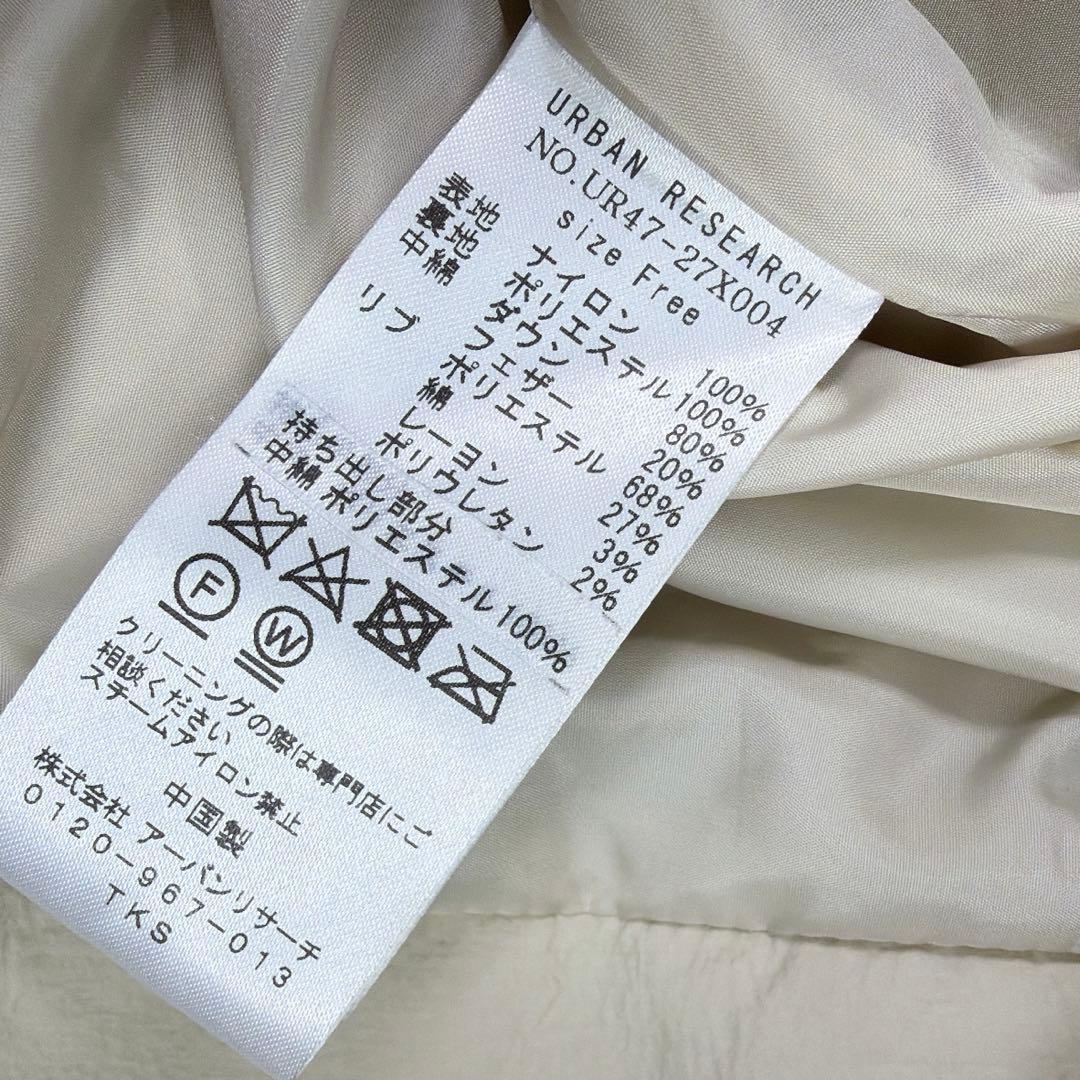 URBAN RESEARCH
NO.UR47-27X004
size Free
表地 ナイロン 100%
裏地 ポリエステル 100%
中綿 ダウン 80%
フェザー 20%
リブ ポリエステル 68%
綿 27%
レーヨン 3%
ポリウレタン 2%
持ち出し部分
中綿 ポリエステル 100%
F
W
クリーニングの際は専門店にご
相談ください
スチームアイロン禁止
中国製
株式会社 アーバンリサーチ
0120-967-013
TKS